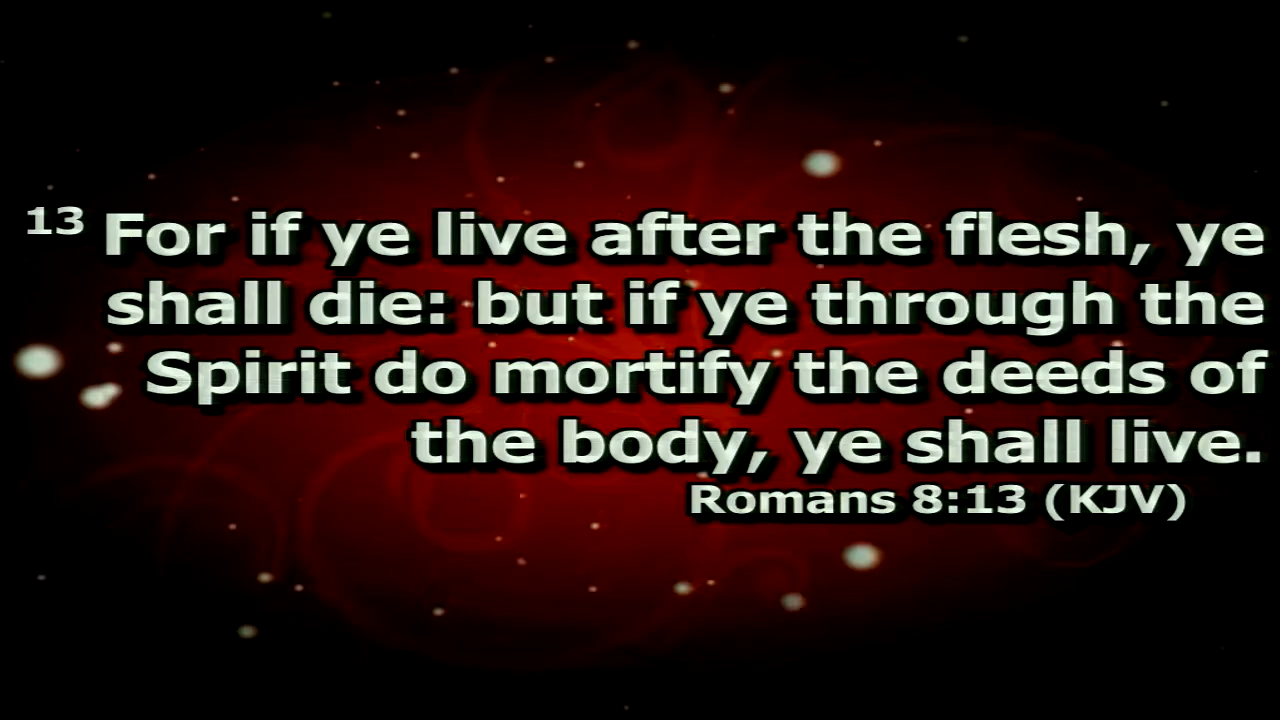 13 For if ye live after the flesh, ye
shall die: but if ye through the
Spirit do mortify the deeds of
the body, ye shall live.
Romans 8:13 (KJV)